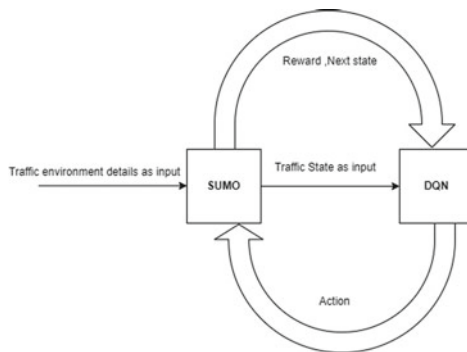 Reward ,Next state
Traffic environment details as input
SUMO
Traffic State as input
DQN
Action